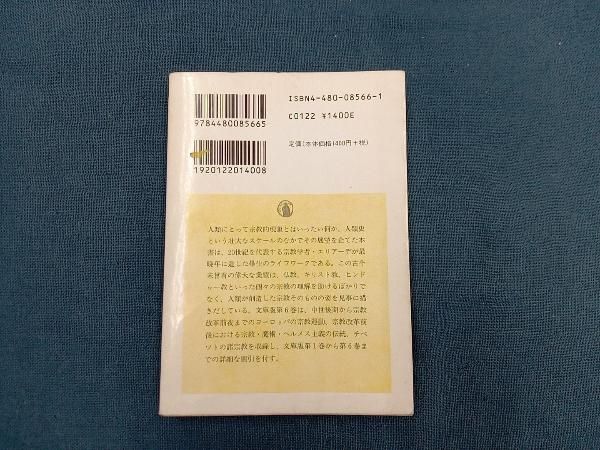 ISBN4-480-08566-1
C0122 ¥1400E
定価(本体価格1400円+税)
9784480085665
1920122014008
人類にとって宗教的現象とはいったい何か。人類史
という壮大なスケールのなかでその展望を企てた本
書は、20世紀を代表する宗教学者・エリアーデが最
晩年に遺した畢生のライフワークである。この古今
未曾有の偉大な業績は、仏教、キリスト教、ヒンド
ゥー教といった個々の宗教の理解を助けるばかりで
なく、人類が創造した宗教そのものの姿を見事に描
きだしている。文庫版第6巻は、中世後期から宗教
改革前夜までのヨーロッパの宗教運動、宗教改革前
後における宗教・魔術・ヘルメス主義の伝統、チベ
ットの諸宗教を収録し、文庫版第1巻から第6巻ま
での詳細な索引を付す。